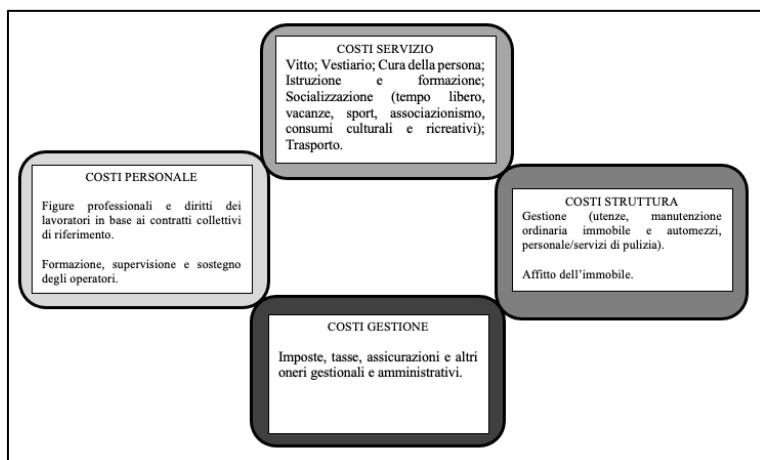 COSTI SERVIZIO
Vitto; Vestiario; Cura della persona;
Istruzione e formazione;
Socializzazione (tempo libero,
vacanze, sport, associazionismo,
consumi culturali e ricreativi);
Trasporto.
COSTI PERSONALE
Figure professionali e diritti dei
lavoratori in base ai contratti collettivi
di riferimento.
Formazione, supervisione e sostegno
degli operatori.
COSTI STRUTTURA
Gestione (utenze, manutenzione
ordinaria immobile e automezzi,
personale/servizi di pulizia).
Affitto dell'immobile.
COSTI GESTIONE
Imposte, tasse, assicurazioni e altri
oneri gestionali e amministrativi.